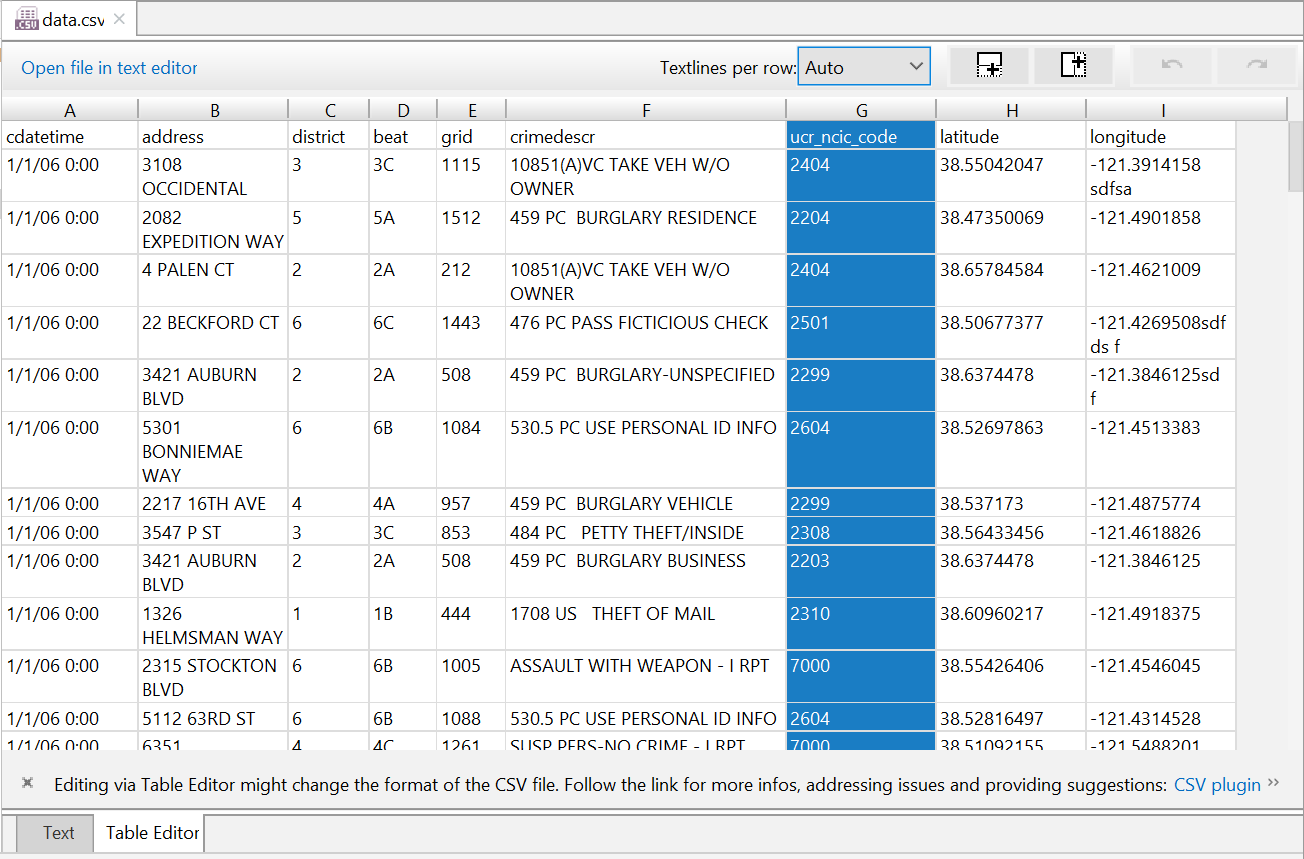 data.csv
Open file in text editor Textlines per row: Auto
A B C D E F G H I
cdatetime address district beat grid crimedescr ucr_ncic_code latitude longitude
1/1/06 0:00 3108 3 3C 1115 10851(A)VC TAKE VEH W/O 2404 38.55042047 -121.3914158
OCCIDENTAL OWNER sdfsa
1/1/06 0:00 2082 5 5A 1512 459 PC  BURGLARY RESIDENCE 2204 38.47350069 -121.4901858
EXPEDITION WAY
1/1/06 0:00 4 PALEN CT 2 2A 212 10851(A)VC TAKE VEH W/O 2404 38.65784584 -121.4621009
OWNER
1/1/06 0:00 22 BECKFORD CT 6 6C 1443 476 PC PASS FICTICIOUS CHECK 2501 38.50677377 -121.4269508sdf
ds f
1/1/06 0:00 3421 AUBURN 2 2A 508 459 PC  BURGLARY-UNSPECIFIED 2299 38.6374478 -121.3846125sd
BLVD f
1/1/06 0:00 5301 6 6B 1084 530.5 PC USE PERSONAL ID INFO 2604 38.52697863 -121.4513383
BONNIEMAE
WAY
1/1/06 0:00 2217 16TH AVE 4 4A 957 459 PC  BURGLARY VEHICLE 2299 38.537173 -121.4875774
1/1/06 0:00 3547 P ST 3 3C 853 484 PC   PETTY THEFT/INSIDE 2308 38.56433456 -121.4618826
1/1/06 0:00 3421 AUBURN 2 2A 508 459 PC  BURGLARY BUSINESS 2203 38.6374478 -121.3846125
BLVD
1/1/06 0:00 1326 1 1B 444 1708 US   THEFT OF MAIL 2310 38.60960217 -121.4918375
HELMSMAN WAY
1/1/06 0:00 2315 STOCKTON 6 6B 1005 ASSAULT WITH WEAPON - I RPT 7000 38.55426406 -121.4546045
BLVD
1/1/06 0:00 5112 63RD ST 6 6B 1088 530.5 PC USE PERSONAL ID INFO 2604 38.52816497 -121.4314528
1/1/06 0:00 6351 4 4C 1261 SUSP PERS-NO CRIME - I RPT 7000 38.51092155 -121.5488201
Editing via Table Editor might change the format of the CSV file. Follow the link for more infos, addressing issues and providing suggestions: CSV plugin »
Text Table Editor